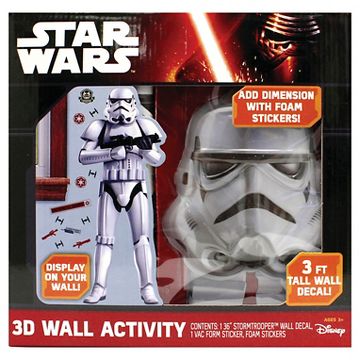 STAR
WARS
ADD DIMENSION
WITH FOAM
STICKERS!
DISPLAY
ON YOUR
WALL!
3 FT
TALL WALL
DECAL!
AGES 3+
3D WALL ACTIVITY
CONTENTS: 1 36" STORMTROOPER™ WALL DECAL,
1 VAC FORM STICKER, FOAM STICKERS
Disney